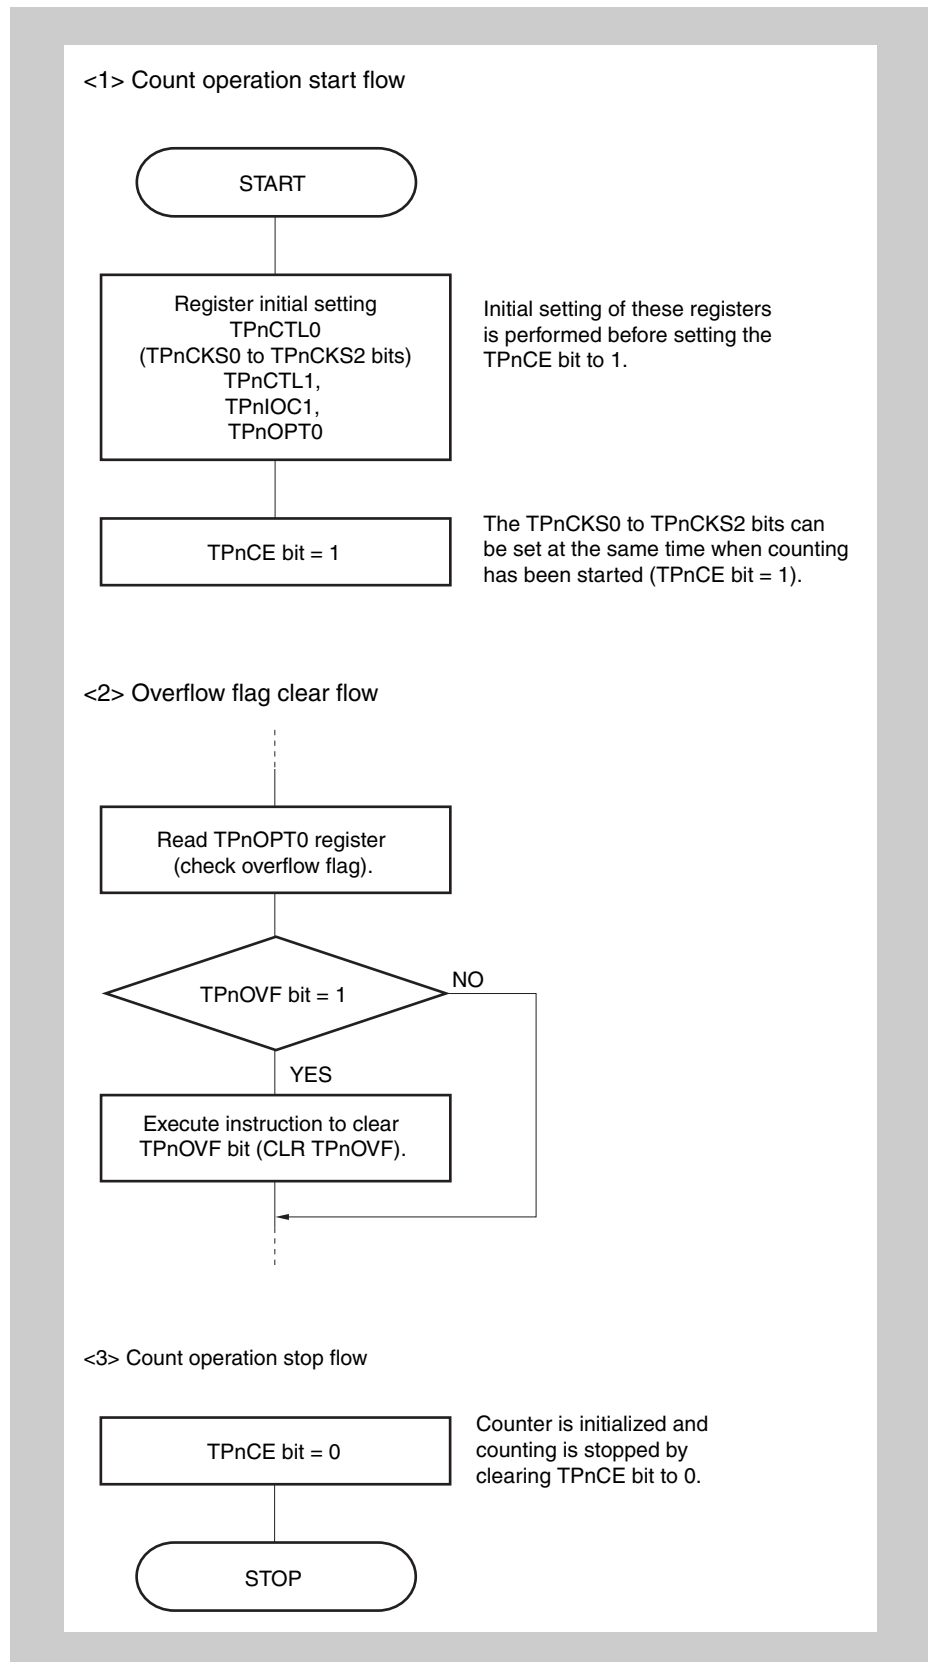 <1> Count operation start flow
START
Register initial setting
TPnCTL0
(TPnCKS0 to TPnCKS2 bits)
TPnCTL1,
TPnIOC1,
TPnOPT0
Initial setting of these registers
is performed before setting the
TPnCE bit to 1.
TPnCE bit = 1
The TPnCKS0 to TPnCKS2 bits can
be set at the same time when counting
has been started (TPnCE bit = 1).
<2> Overflow flag clear flow
Read TPnOPT0 register
(check overflow flag).
TPnOVF bit = 1
NO
YES
Execute instruction to clear
TPnOVF bit (CLR TPnOVF).
<3> Count operation stop flow
TPnCE bit = 0
Counter is initialized and
counting is stopped by
clearing TPnCE bit to 0.
STOP